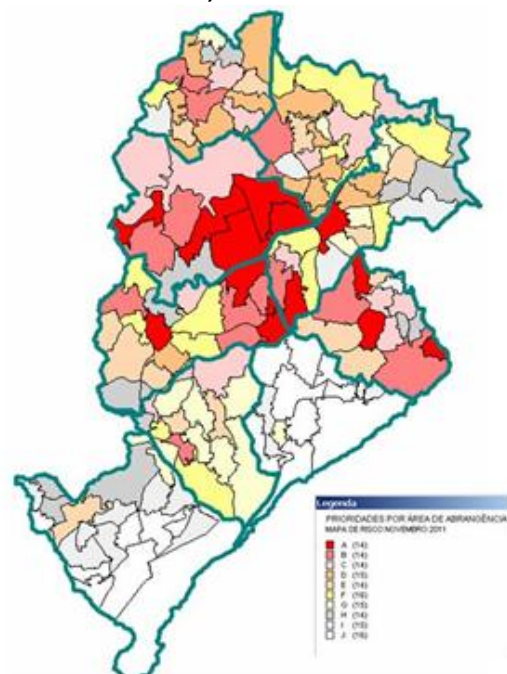 Legenda
PRIORIDADES POR ÁREA DE ABRANGÊNCIA
MAPA DE RISCO NOVEMBRO 2011
A (14)
B (14)
C (14)
D (15)
E (14)
F (16)
G (15)
H (14)
I (15)
J (16)